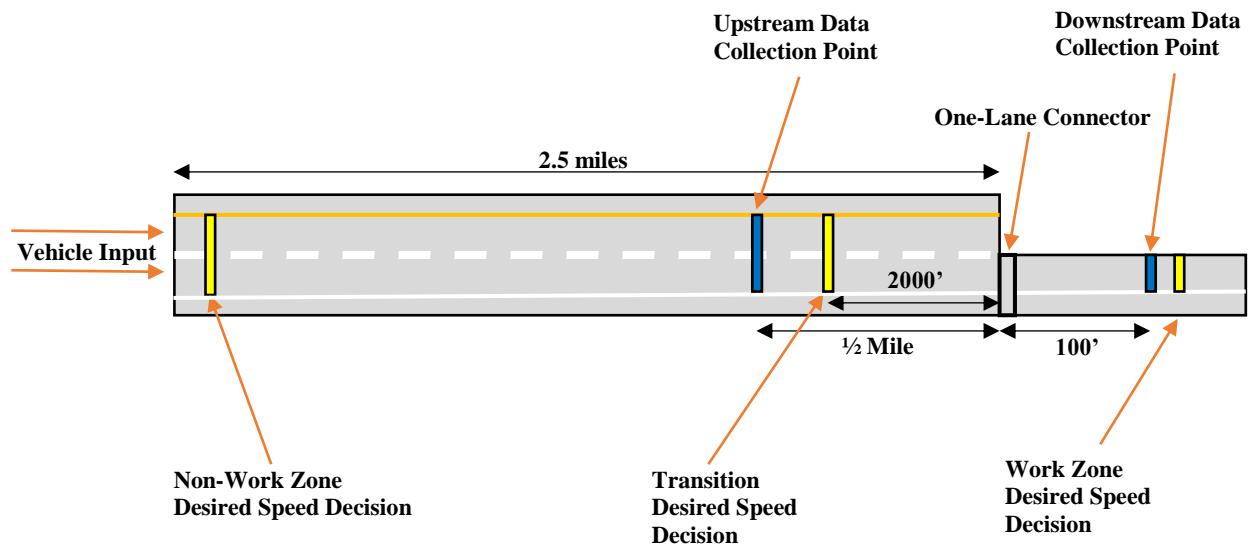 Upstream Data
Collection Point
Downstream Data
Collection Point
One-Lane Connector
2.5 miles
Vehicle Input
2000’
½ Mile
100’
Non-Work Zone
Desired Speed Decision
Transition
Desired Speed
Decision
Work Zone
Desired Speed
Decision